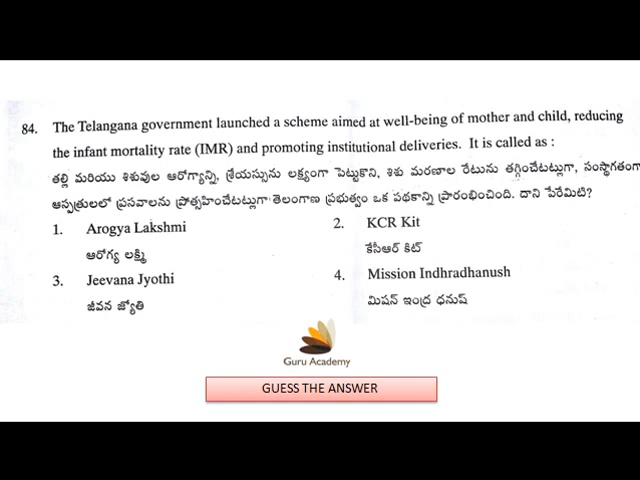 84. The Telangana government launched a scheme aimed at well-being of mother and child, reducing
the infant mortality rate (IMR) and promoting institutional deliveries. It is called as :
తల్లి మరియు శిశువుల ఆరోగ్యాన్ని, శ్రేయస్సును లక్ష్యంగా పెట్టుకొని, శిశు మరణాల రేటును తగ్గించేటట్లుగా, సంస్థాగతంగా
ఆస్పత్రులలో ప్రసవాలను ప్రోత్సహించేటట్లుగా తెలంగాణ ప్రభుత్వం ఒక పథకాన్ని ప్రారంభించింది. దాని పేరేమిటి?
1. Arogya Lakshmi 2. KCR Kit
ఆరోగ్య లక్ష్మి కేసీఆర్ కిట్
3. Jeevana Jyothi 4. Mission Indhradhanush
జీవన జ్యోతి మిషన్ ఇంద్ర ధనుష్
Guru Academy
GUESS THE ANSWER